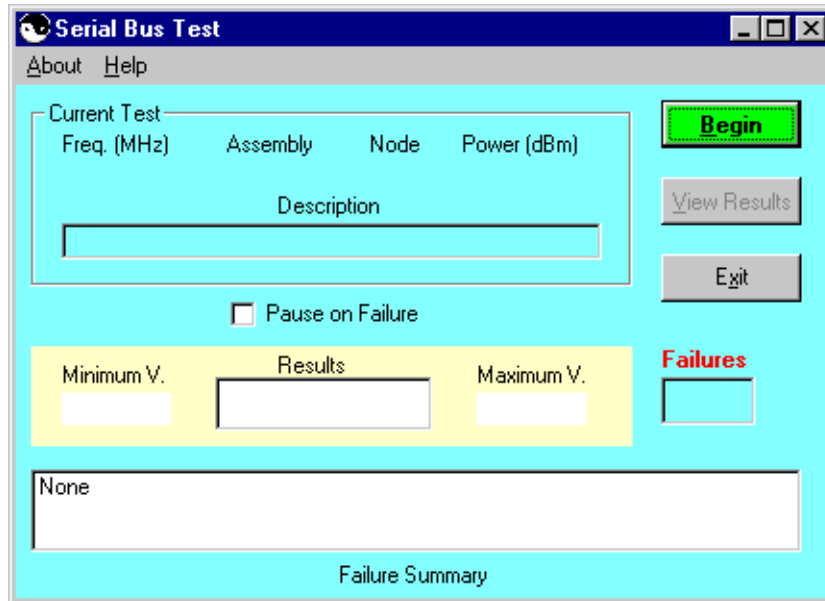 Serial Bus Test
About Help
Current Test
Freq. (MHz) Assembly Node Power (dBm)
Description
Begin
View Results
Exit
Pause on Failure
Minimum V. Results Maximum V.
Failures
None
Failure Summary